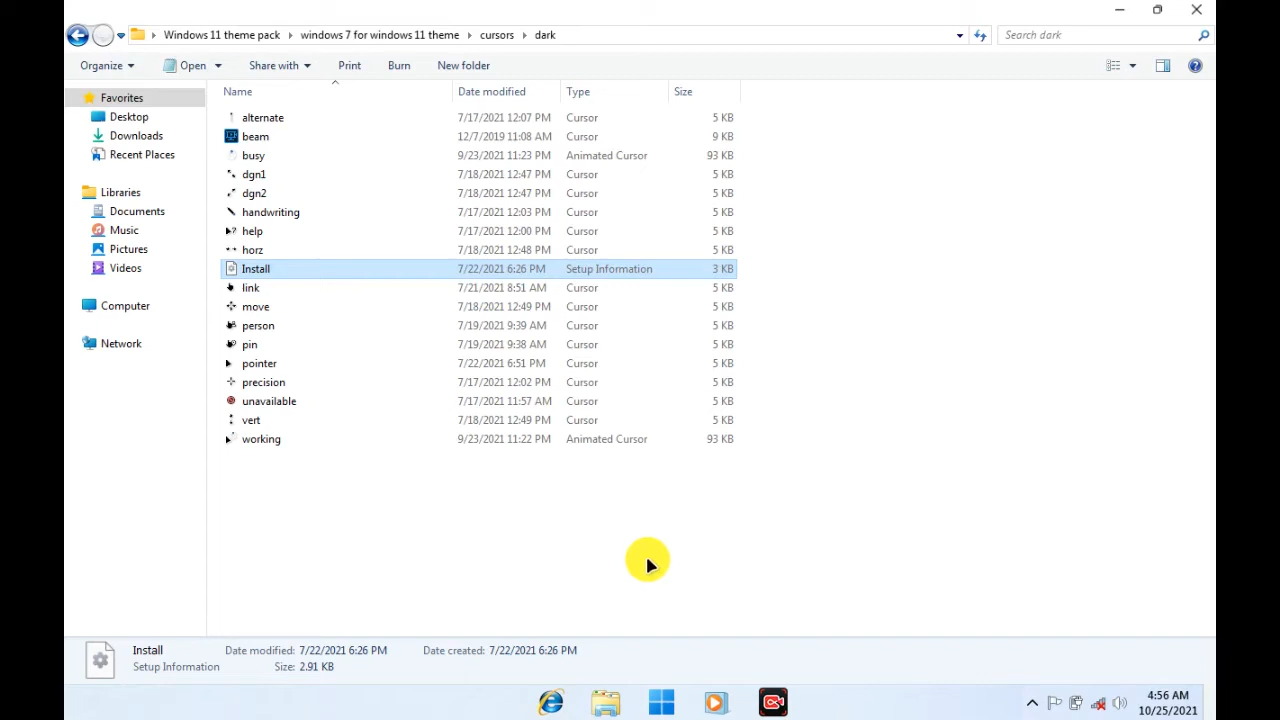 Windows 11 theme pack windows 7 for windows 11 theme cursors dark Search dark
Organize Open Share with Print Burn New folder
Name Date modified Type Size
Favorites
Desktop
Downloads
Recent Places
Libraries
Documents
Music
Pictures
Videos
Computer
Network
alternate 7/17/2021 12:07 PM Cursor 5 KB
beam 12/7/2019 11:08 AM Cursor 9 KB
busy 9/23/2021 11:23 PM Animated Cursor 93 KB
dgn1 7/18/2021 12:47 PM Cursor 5 KB
dgn2 7/18/2021 12:47 PM Cursor 5 KB
handwriting 7/17/2021 12:03 PM Cursor 5 KB
help 7/17/2021 12:00 PM Cursor 5 KB
horz 7/18/2021 12:48 PM Cursor 5 KB
Install 7/22/2021 6:26 PM Setup Information 3 KB
link 7/21/2021 8:51 AM Cursor 5 KB
move 7/18/2021 12:49 PM Cursor 5 KB
person 7/19/2021 9:39 AM Cursor 5 KB
pin 7/19/2021 9:38 AM Cursor 5 KB
pointer 7/22/2021 6:51 PM Cursor 5 KB
precision 7/17/2021 12:02 PM Cursor 5 KB
unavailable 7/17/2021 11:57 AM Cursor 5 KB
vert 7/18/2021 12:49 PM Cursor 5 KB
working 9/23/2021 11:22 PM Animated Cursor 93 KB
Install Date modified: 7/22/2021 6:26 PM Date created: 7/22/2021 6:26 PM
Setup Information Size: 2.91 KB
4:56 AM
10/25/2021